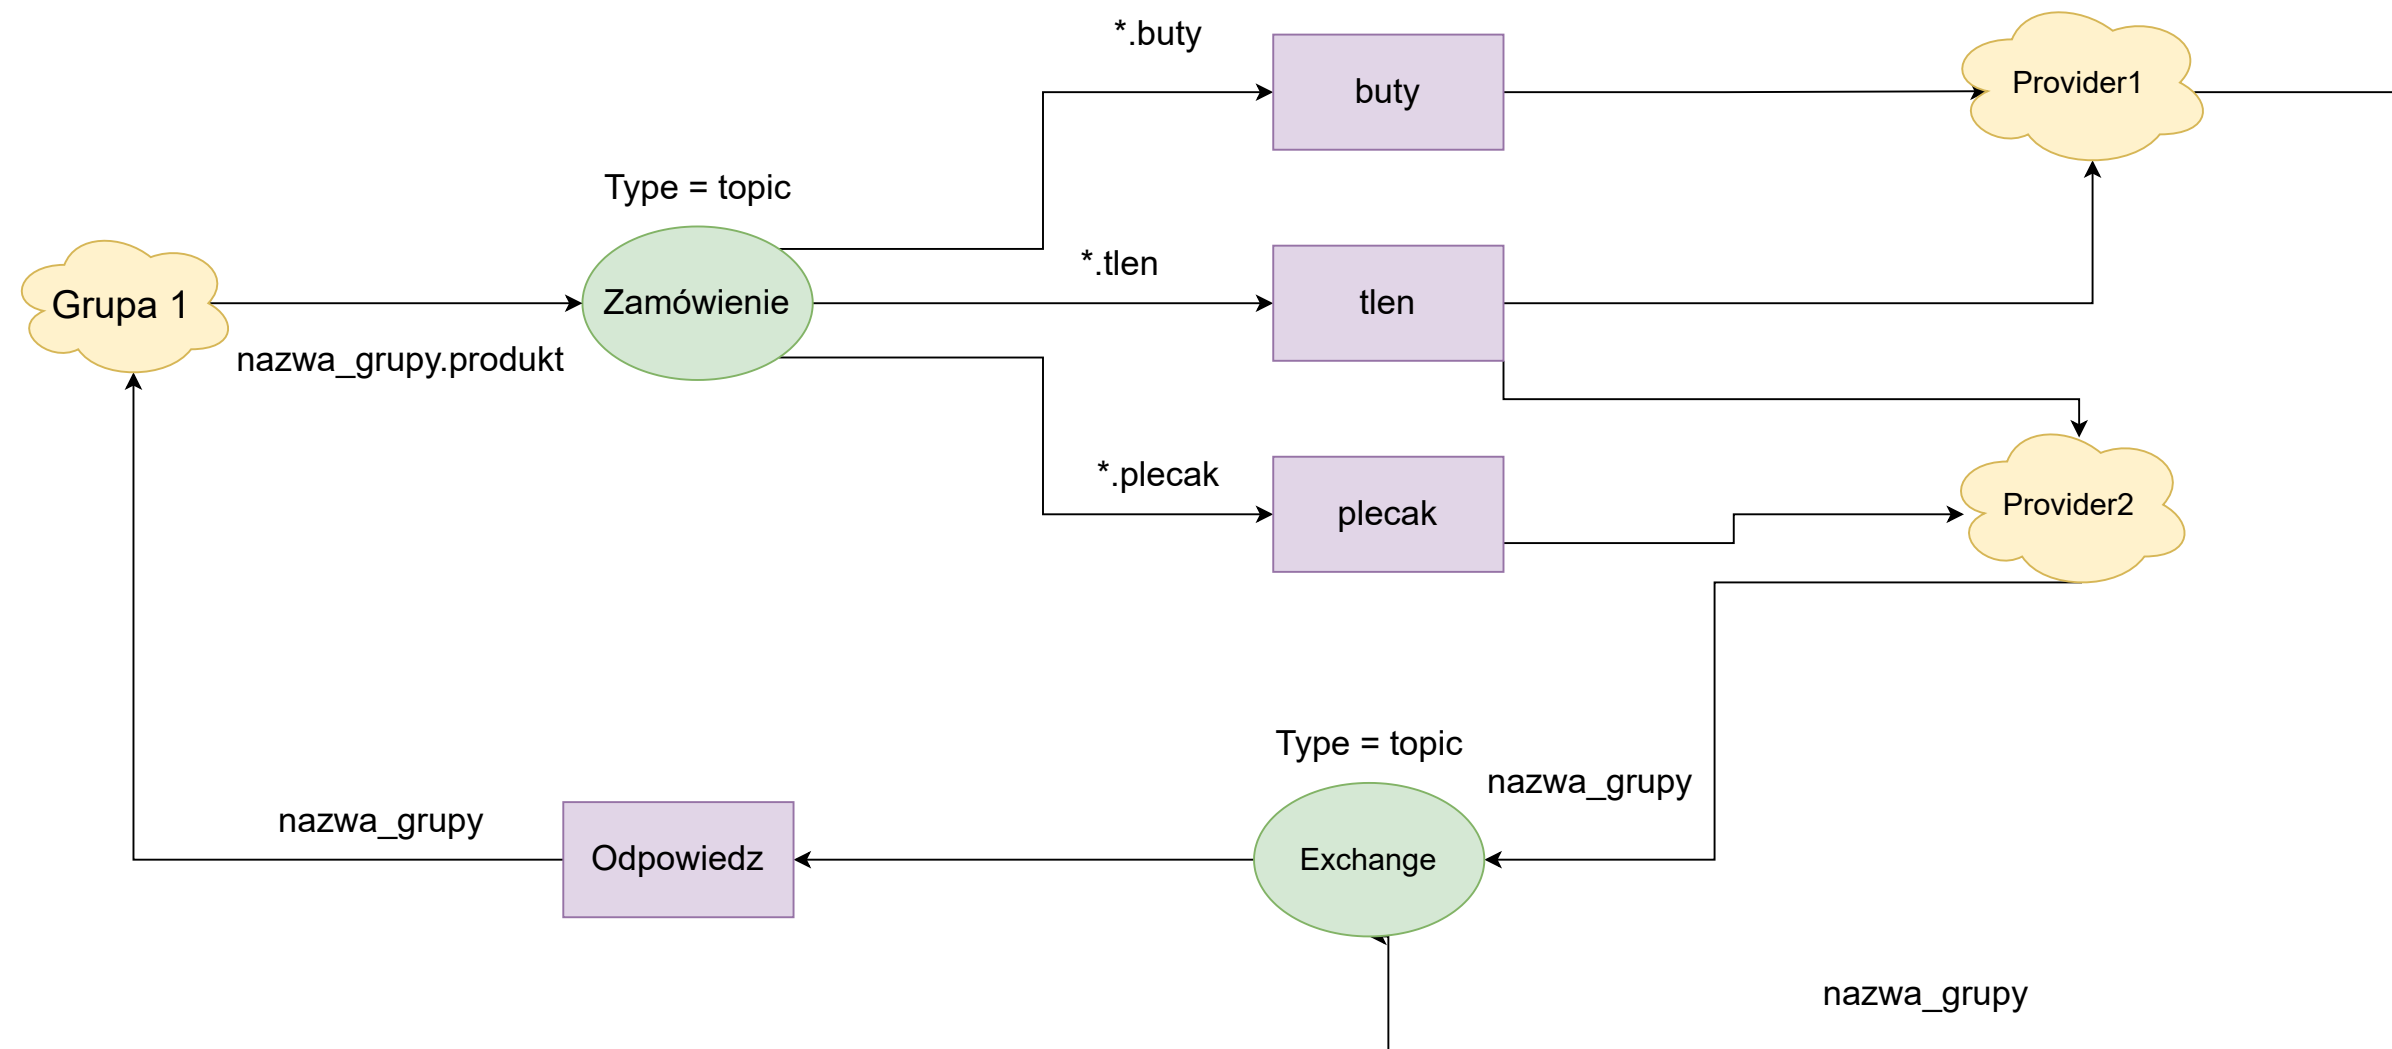 *.buty
buty
Provider1
Type = topic
*.tlen
Grupa 1
Zamówienie
tlen
nazwa_grupy.produkt
*.plecak
plecak
Provider2
Type = topic
nazwa_grupy
nazwa_grupy
Odpowiedz
Exchange
nazwa_grupy